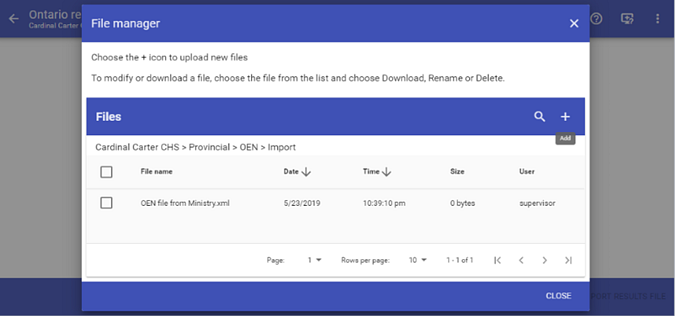 Ontario re
Cardinal Carter C
File manager
Choose the + icon to upload new files
To modify or download a file, choose the file from the list and choose Download, Rename or Delete.
Files
Add
Cardinal Carter CHS > Provincial > OEN > Import
File name Date Time Size User
OEN file from Ministry.xml 5/23/2019 10:39:10 pm 0 bytes supervisor
Page: 1 Rows per page: 10 1 - 1 of 1
CLOSE
PORT RESULTS FILE